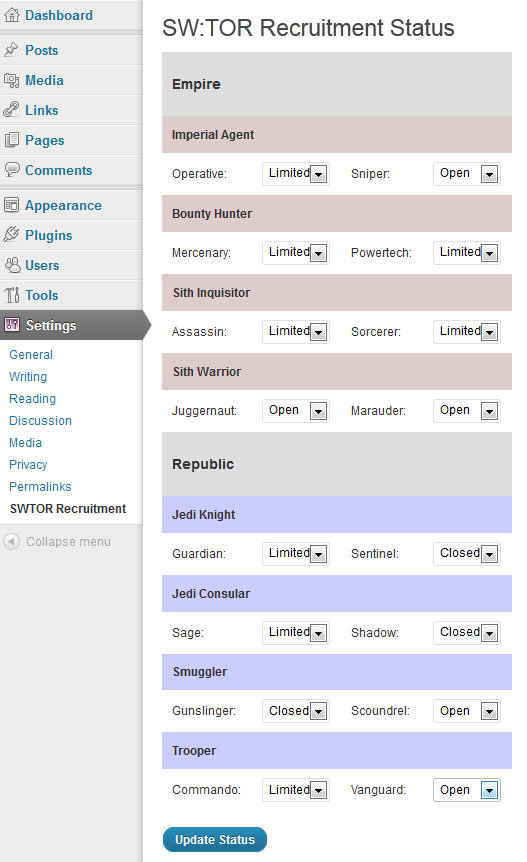 Dashboard
Posts
Media
Links
Pages
Comments
Appearance
Plugins
Users
Tools
Settings
General
Writing
Reading
Discussion
Media
Privacy
Permalinks
SWTOR Recruitment
Collapse menu
SW:TOR Recruitment Status
Empire
Imperial Agent
Operative: Limited Sniper: Open
Bounty Hunter
Mercenary: Limited Powertech: Limited
Sith Inquisitor
Assassin: Limited Sorcerer: Limited
Sith Warrior
Juggernaut: Open Marauder: Open
Republic
Jedi Knight
Guardian: Limited Sentinel: Closed
Jedi Consular
Sage: Limited Shadow: Closed
Smuggler
Gunslinger: Closed Scoundrel: Open
Trooper
Commando: Limited Vanguard: Open
Update Status